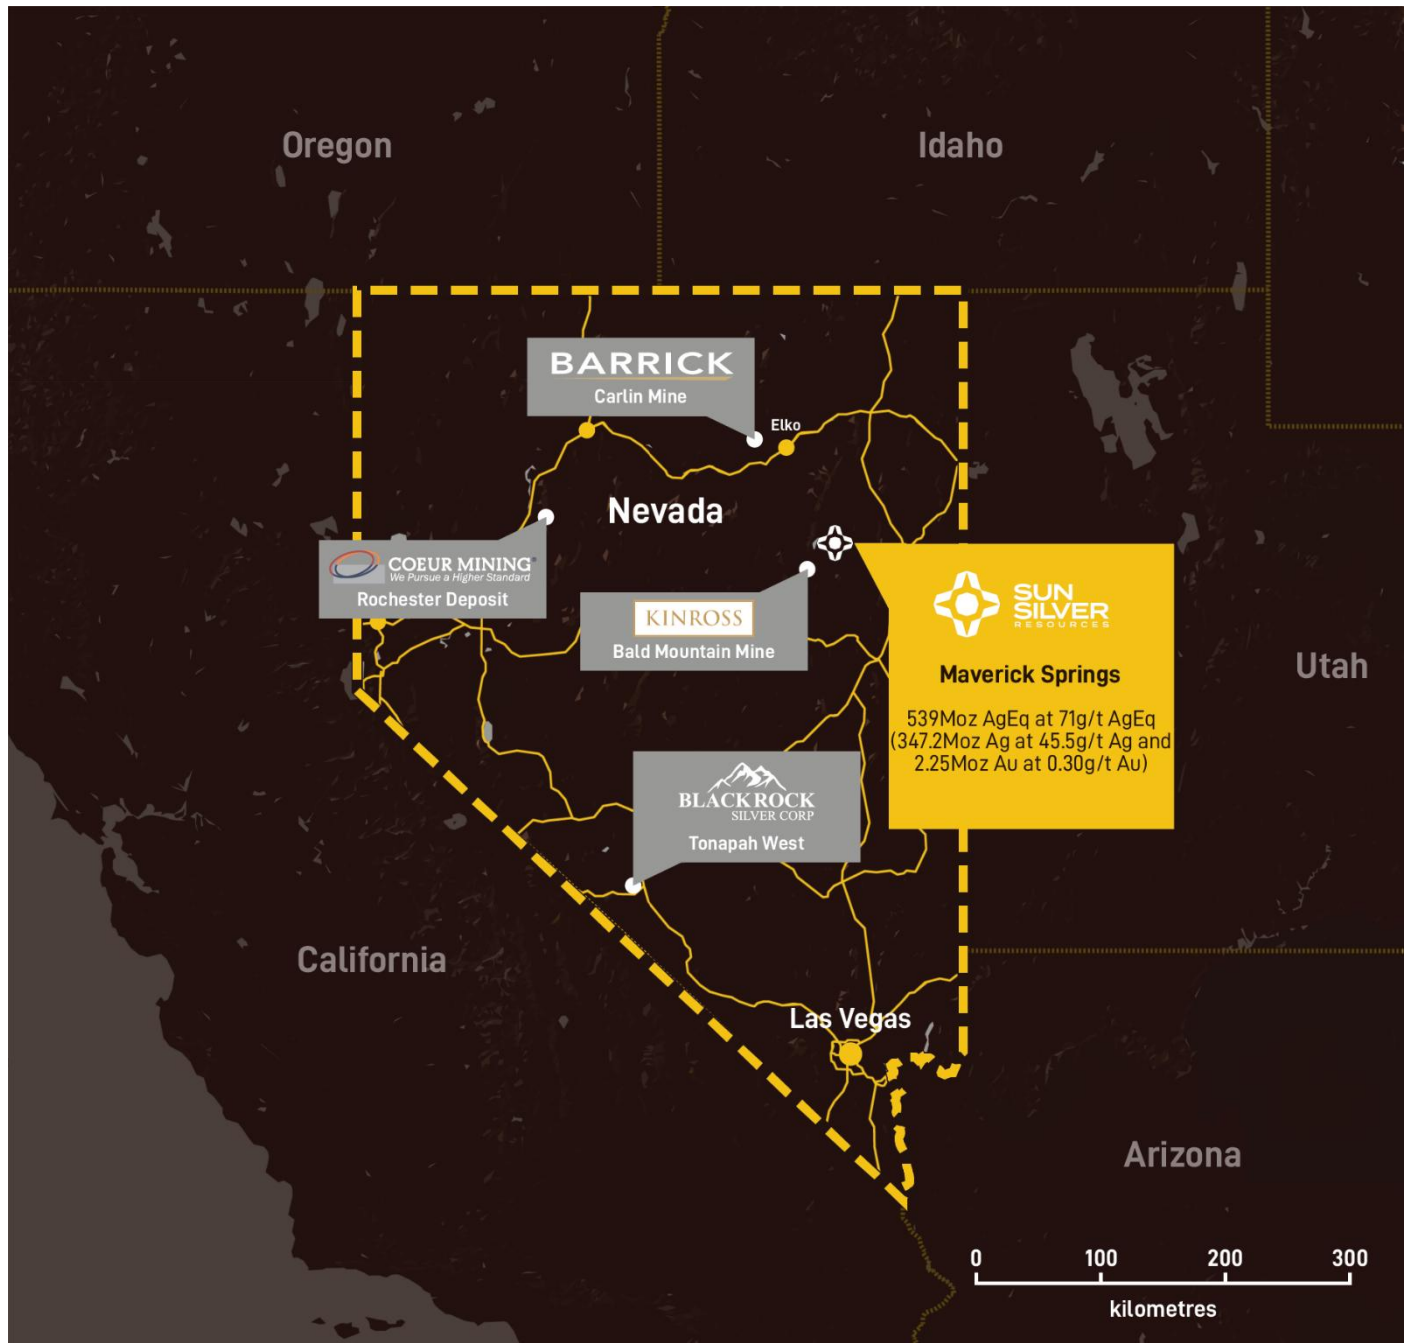 Oregon
Idaho
BARRICK
Carlin Mine
Elko
Nevada
COEUR MINING®
We Pursue a Higher Standard
Rochester Deposit
KINROSS
Bald Mountain Mine
SUN
SILVER
RESOURCES
Maverick Springs
539Moz AgEq at 71g/t AgEq
(347.2Moz Ag at 45.5g/t Ag and
2.25Moz Au at 0.30g/t Au)
Utah
BLACKROCK
SILVER CORP
Tonapah West
California
Las Vegas
Arizona
0 100 200 300
kilometres